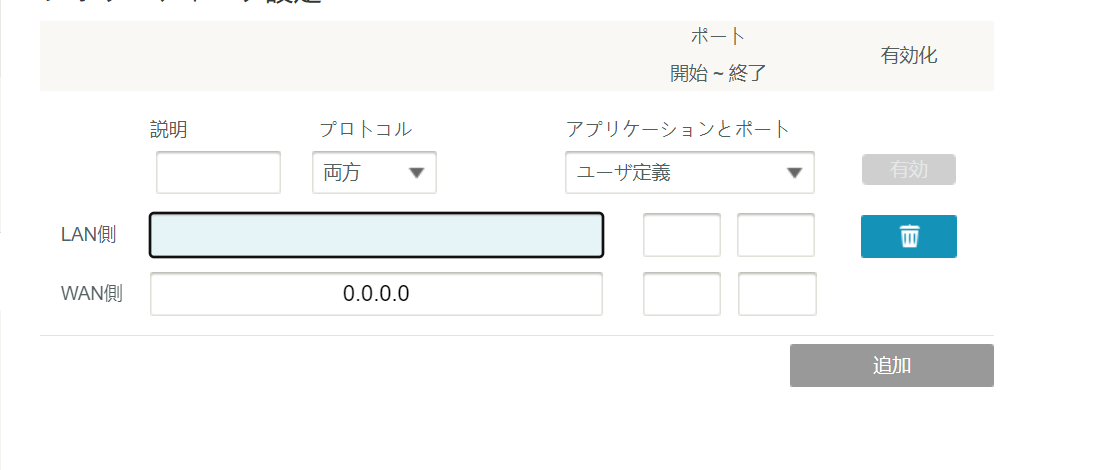 ポート
開始 ~ 終了
有効化
説明
プロトコル
アプリケーションとポート
両方
ユーザ定義
有効
LAN側
WAN側
0.0.0.0
追加